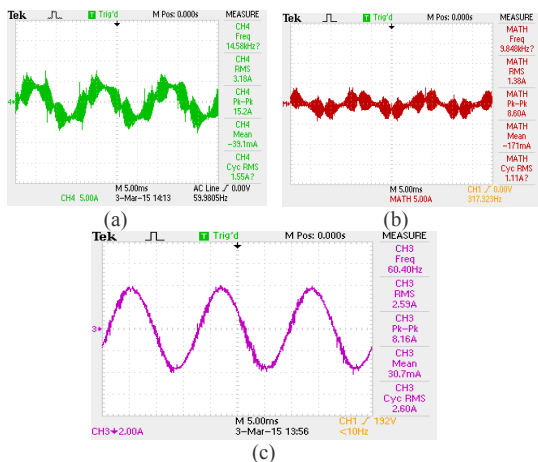 Tek Trig'd M Pos: 0.000s MEASURE
CH4
Freq
14.58kHz?
CH4
RMS
3.18A
CH4
Pk-Pk
15.2A
CH4
Mean
-39.1mA
CH4
Cyc RMS
1.55A?
4
M 5.00ms AC Line 0.00V
CH4 5.00A 3-Mar-15 14:13 59.9805Hz
(a)
Tek Trig'd M Pos: 0.000s MEASURE
MATH
Freq
9.848kHz?
MATH
RMS
1.38A
MATH
Pk-Pk
8.60A
MATH
Mean
-171mA
MATH
Cyc RMS
1.11A?
M
M 5.00ms CH1 0.00V
MATH 5.00A 317.323Hz
(b)
Tek Trig'd M Pos: 0.000s MEASURE
CH3
Freq
60.40Hz
CH3
RMS
2.59A
CH3
Pk-Pk
8.16A
CH3
Mean
30.7mA
CH3
Cyc RMS
2.60A
3
M 5.00ms CH1 192V
CH3 2.00A 3-Mar-15 13:56 <10Hz
(c)